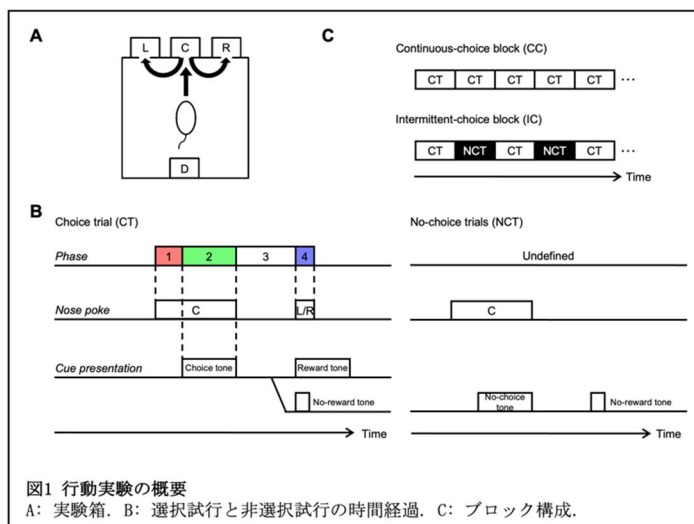 A
L C R
D
C
Continuous-choice block (CC)
CT CT CT CT CT …
Intermittent-choice block (IC)
CT NCT CT NCT CT …
Time
B
Choice trial (CT)
Phase 1 2 3 4
Nose poke C L/R
Cue presentation Choice tone Reward tone
No-reward tone
Time
No-choice trials (NCT)
Undefined
C
No-choice
tone
No-reward tone
Time
図1 行動実験の概要
A: 実験箱. B: 選択試行と非選択試行の時間経過. C: ブロック構成.